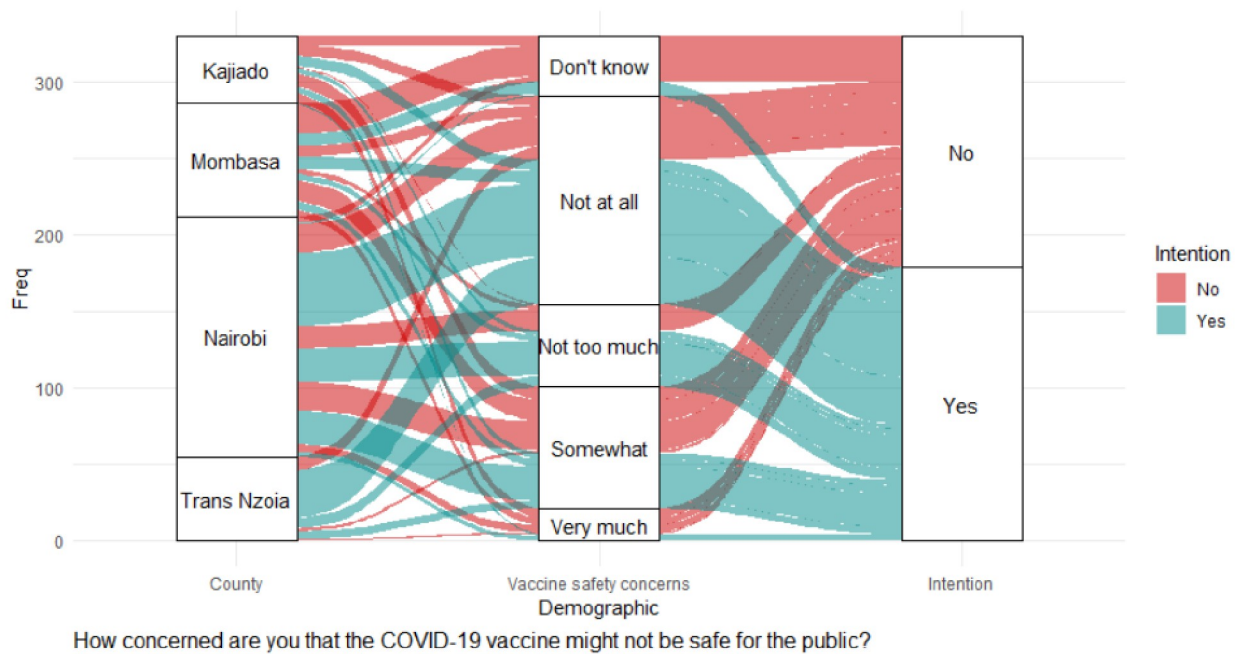 Freq
300
200
100
0
Kajiado
Mombasa
Nairobi
Trans Nzoia
Don't know
Not at all
Not too much
Somewhat
Very much
No
Yes
Intention
No
Yes
County
Vaccine safety concerns
Intention
Demographic
How concerned are you that the COVID-19 vaccine might not be safe for the public?